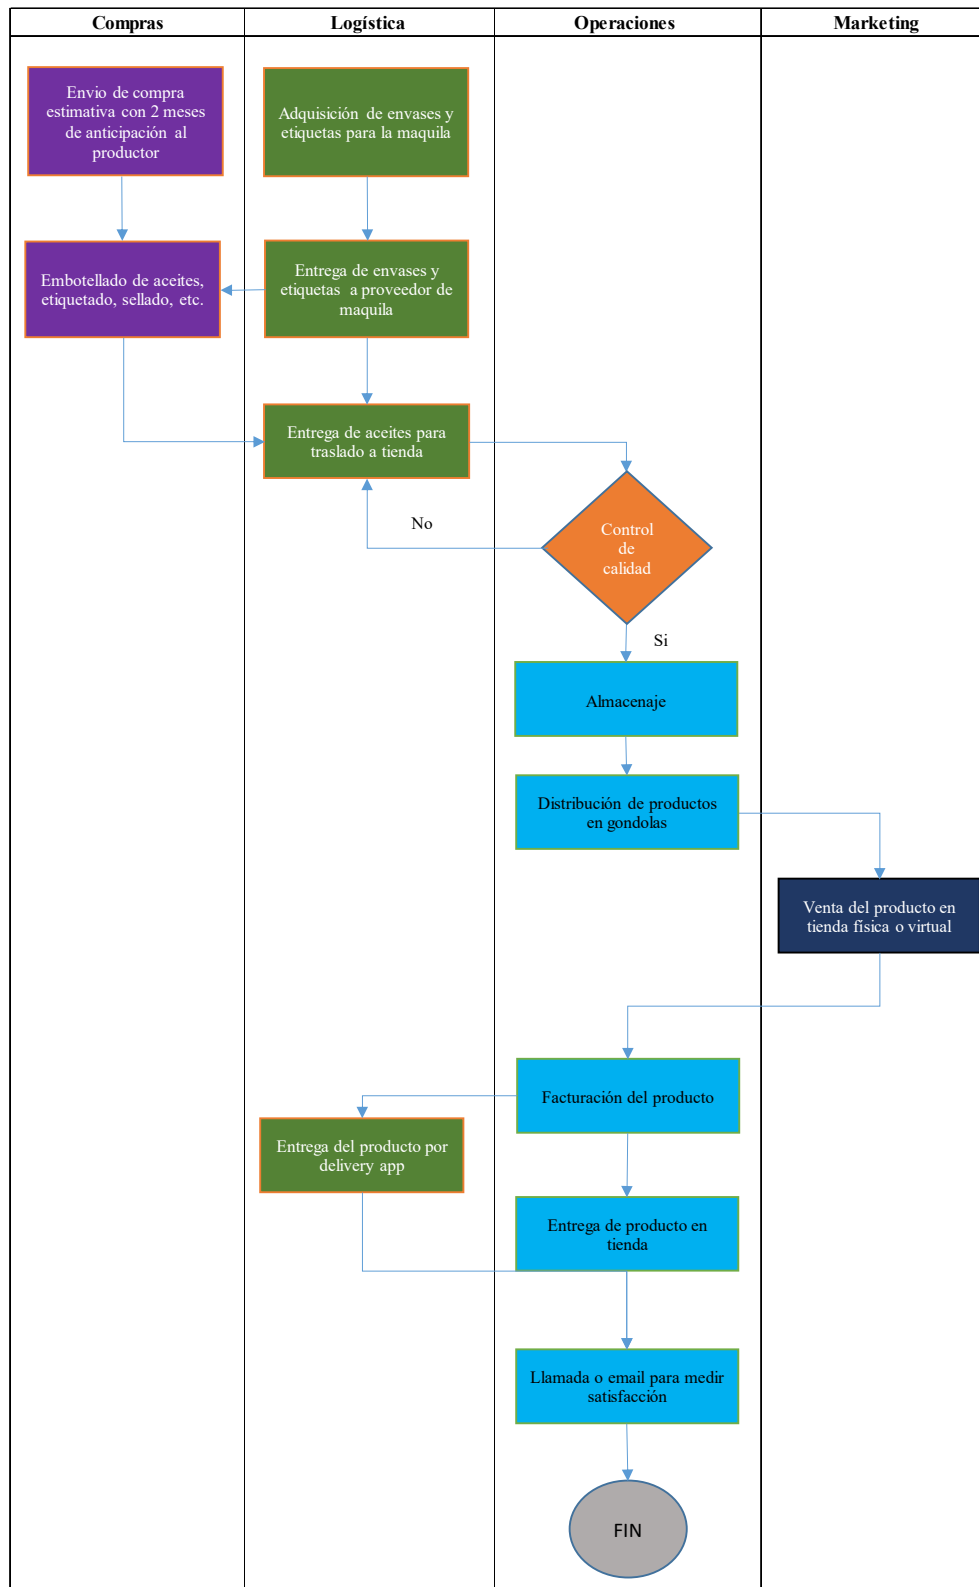 Compras
Logística
Operaciones
Marketing
Envio de compra
estimativa con 2 meses
de anticipación al
productor
Adquisición de envases y
etiquetas para la maquila
Embotellado de aceites,
etiquetado, sellado, etc.
Entrega de envases y
etiquetas a proveedor de
maquila
Entrega de aceites para
traslado a tienda
No
Control
de
calidad
Si
Almacenaje
Distribución de productos
en gondolas
Venta del producto en
tienda física o virtual
Facturación del producto
Entrega del producto por
delivery app
Entrega de producto en
tienda
Llamada o email para medir
satisfacción
FIN